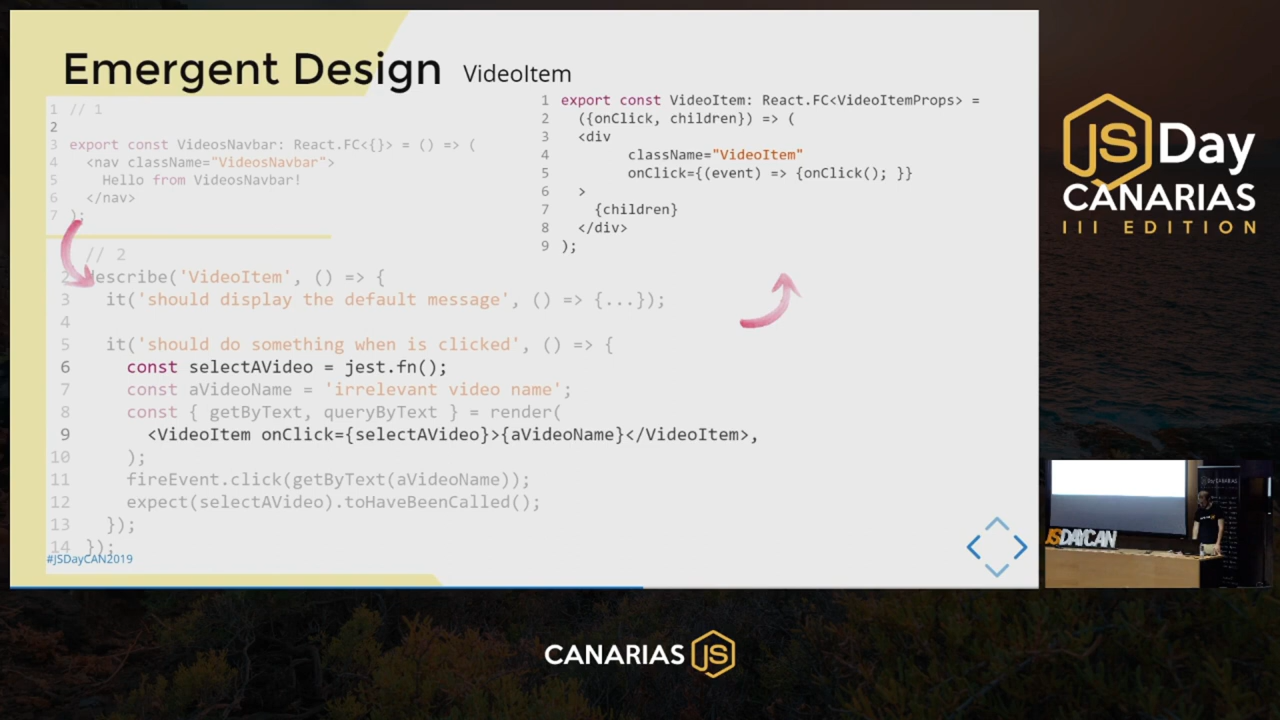 Emergent Design VideoItem
1 // 1
2
3 export const VideosNavbar: React.FC<{}> = () => (
4 <nav className="VideosNavbar">
5 Hello from VideosNavbar!
6 </nav>
7 );
1 export const VideoItem: React.FC<VideoItemProps> =
2 ({onClick, children}) => (
3 <div
4 className="VideoItem"
5 onClick={(event) => {onClick(); }}
6 >
7 {children}
8 </div>
9 );
// 2
2 describe('VideoItem', () => {
3 it('should display the default message', () => {...});
4
5 it('should do something when is clicked', () => {
6 const selectAVideo = jest.fn();
7 const aVideoName = 'irrelevant video name';
8 const { getByText, queryByText } = render(
9 <VideoItem onClick={selectAVideo}>{aVideoName}</VideoItem>,
10 );
11 fireEvent.click(getByText(aVideoName));
12 expect(selectAVideo).toHaveBeenCalled();
13 });
14 });
#JSDayCAN2019
JS Day
CANARIAS
III EDITION
JSDAYCAN
CANARIAS JS